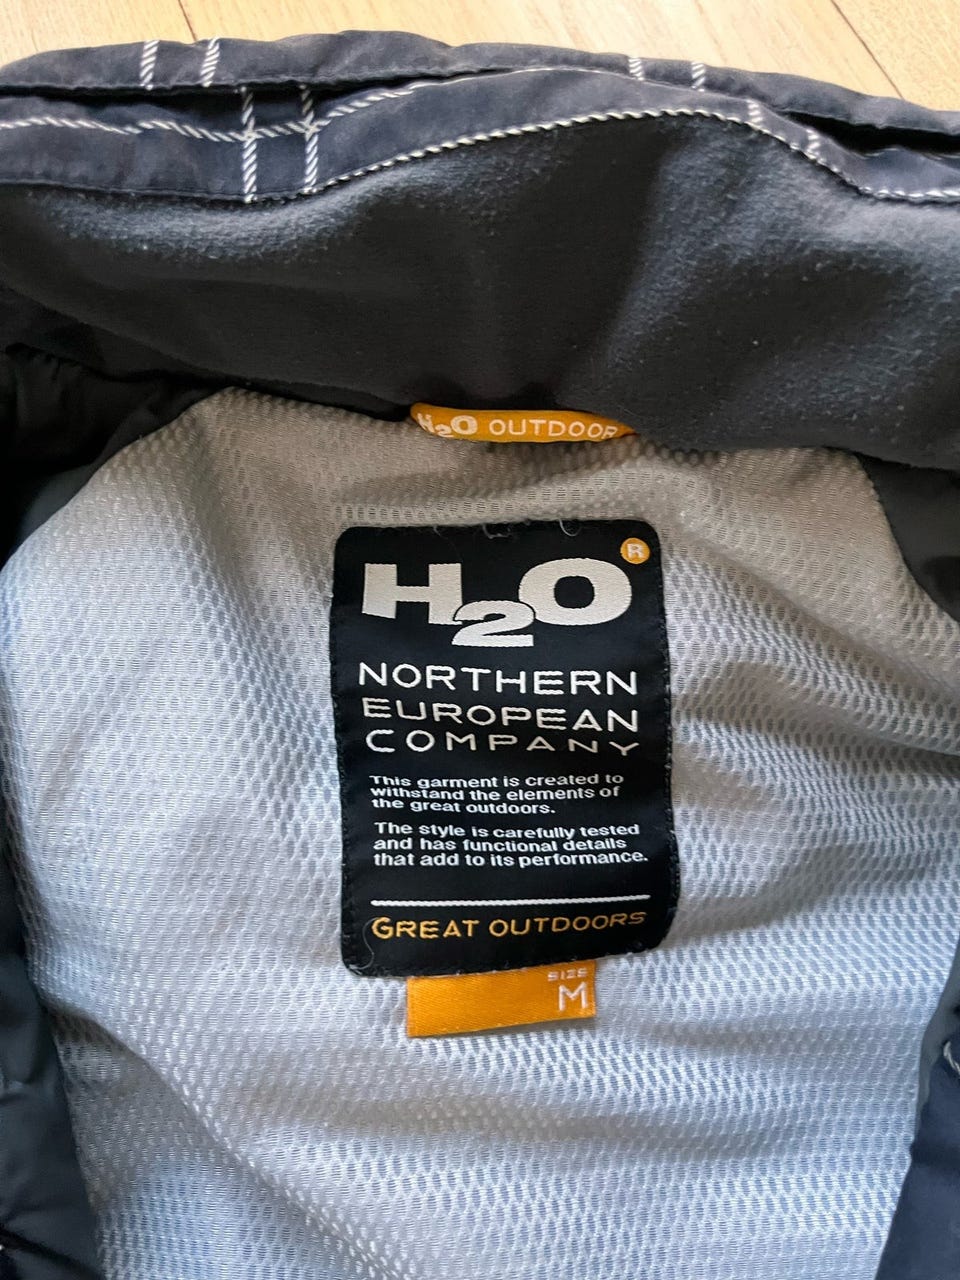 H2O OUTDOOR
H2O ®
NORTHERN
EUROPEAN
COMPANY
This garment is created to
withstand the elements of
the great outdoors.
The style is carefully tested
and has functional details
that add to its performance.
GREAT OUTDOORS
SIZE
M